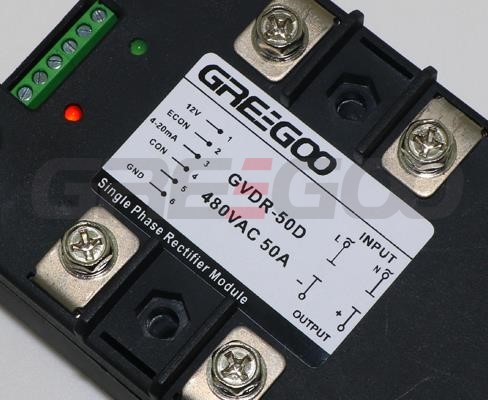 GREEGOO
GVDR-50D
480VAC 50A
12V 1
ECON 2
4-20mA 3
CON 4
5
GND 6
INPUT
L N
- +
OUTPUT
Single Phase Rectifier Module
GREEGOO